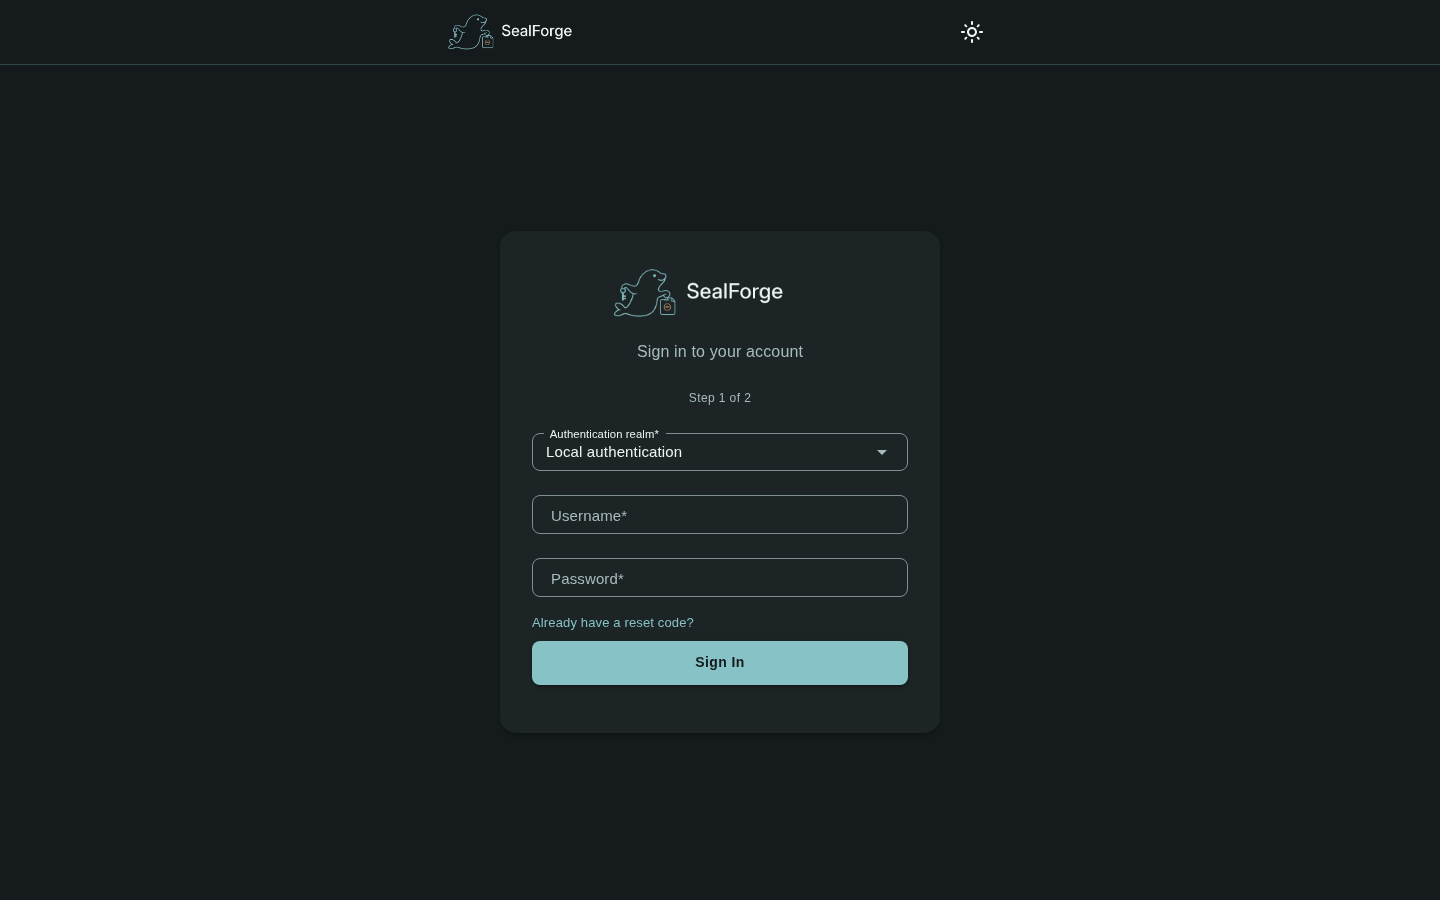 SealForge
SealForge
Sign in to your account
Step 1 of 2
Authentication realm*
Local authentication
Username*
Password*
Already have a reset code?
Sign In